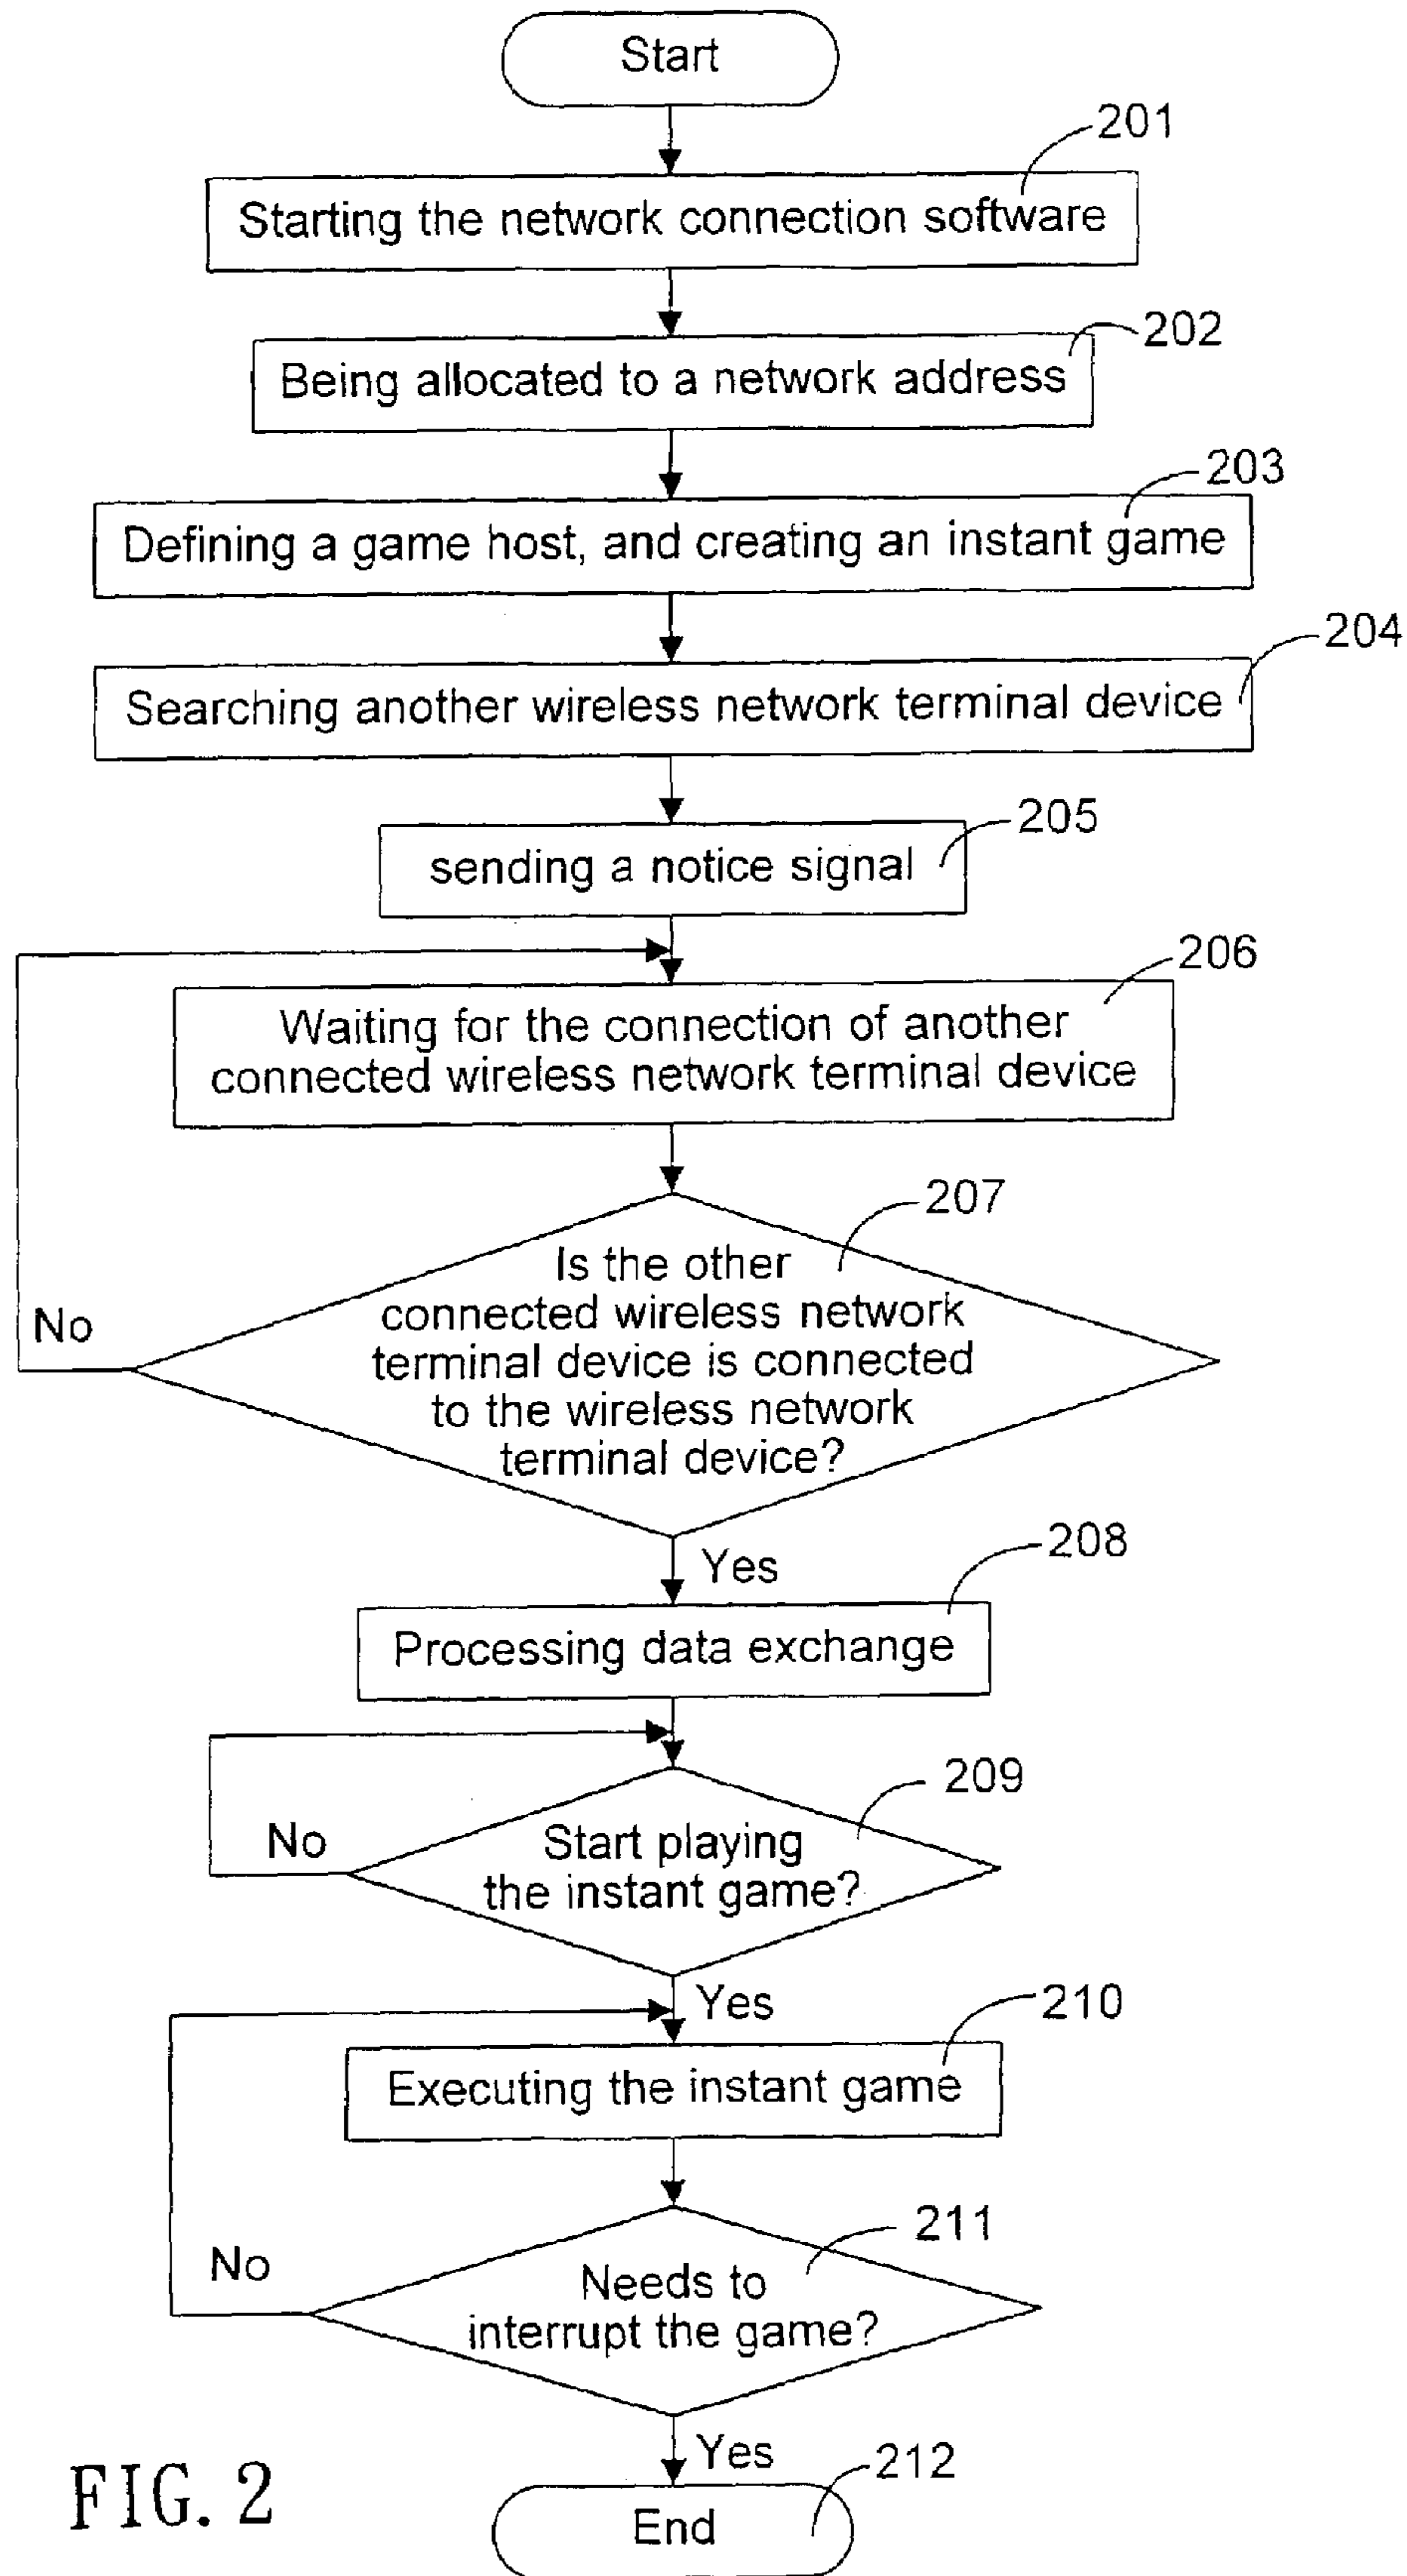 Start
201
Starting the network connection software
202
Being allocated to a network address
203
Defining a game host, and creating an instant game
204
Searching another wireless network terminal device
205
sending a notice signal
206
Waiting for the connection of another
connected wireless network terminal device
207
Is the other
connected wireless network
terminal device is connected
to the wireless network
terminal device?
No
Yes
208
Processing data exchange
209
Start playing
the instant game?
No
Yes
210
Executing the instant game
211
Needs to
interrupt the game?
No
Yes
212
End
FIG. 2